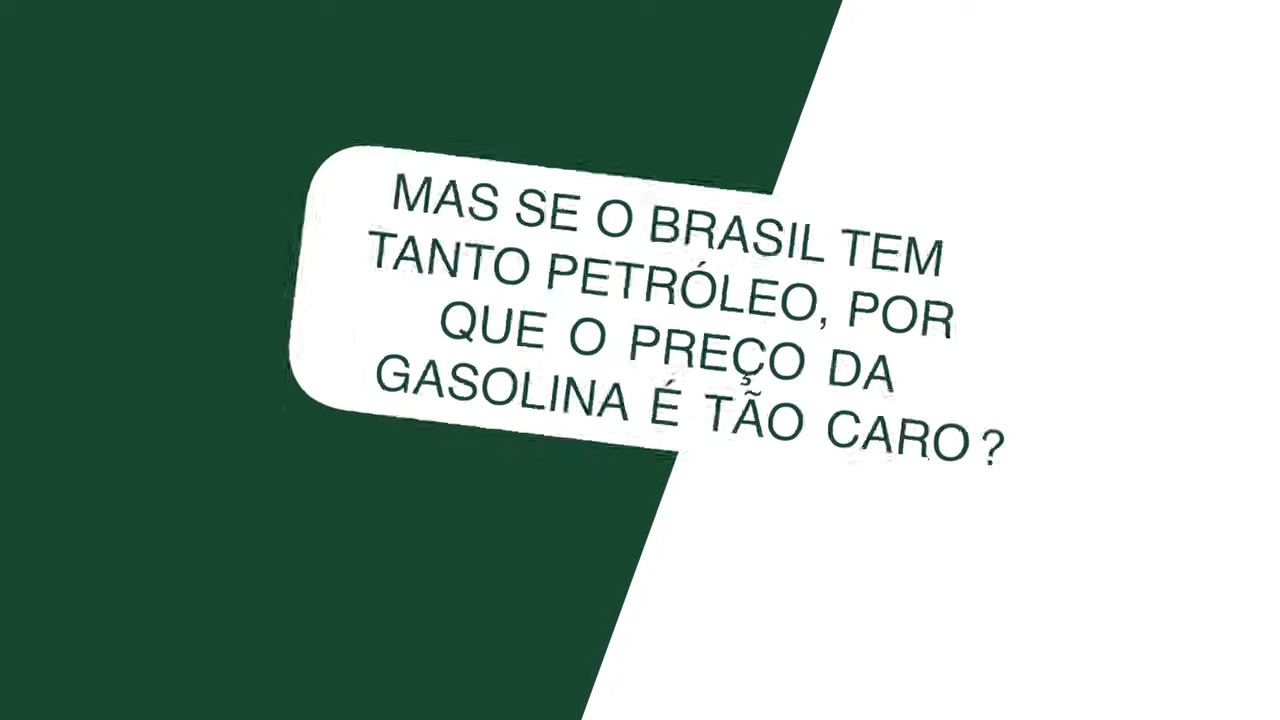 MAS SE O BRASIL TEM
TANTO PETRÓLEO, POR
QUE O PREÇO DA
GASOLINA É TÃO CARO?